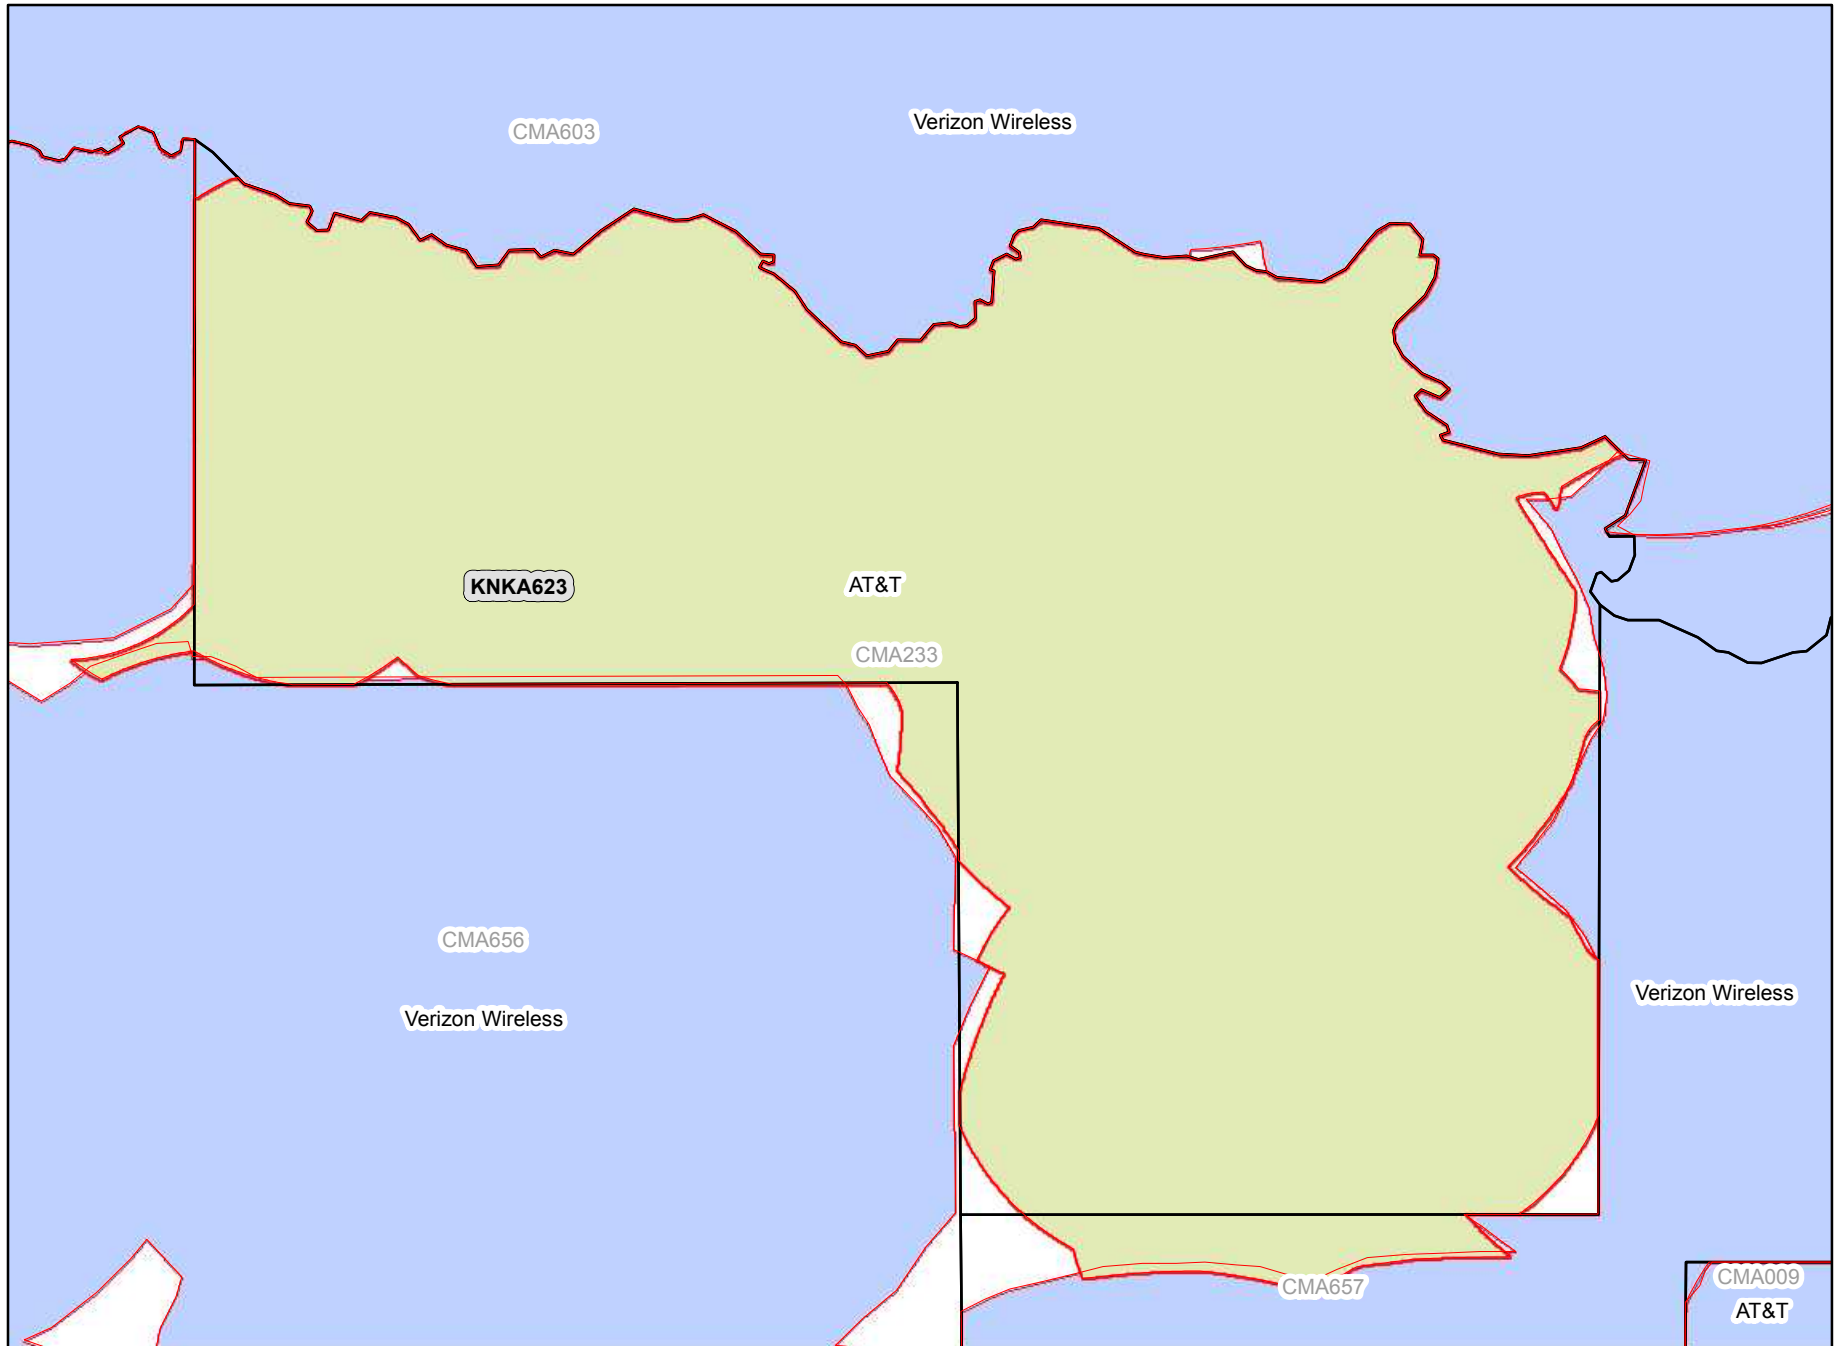 Verizon Wireless
CMA603
KNKA623
AT&T
CMA233
CMA656
Verizon Wireless
Verizon Wireless
CMA657
CMA009
AT&T